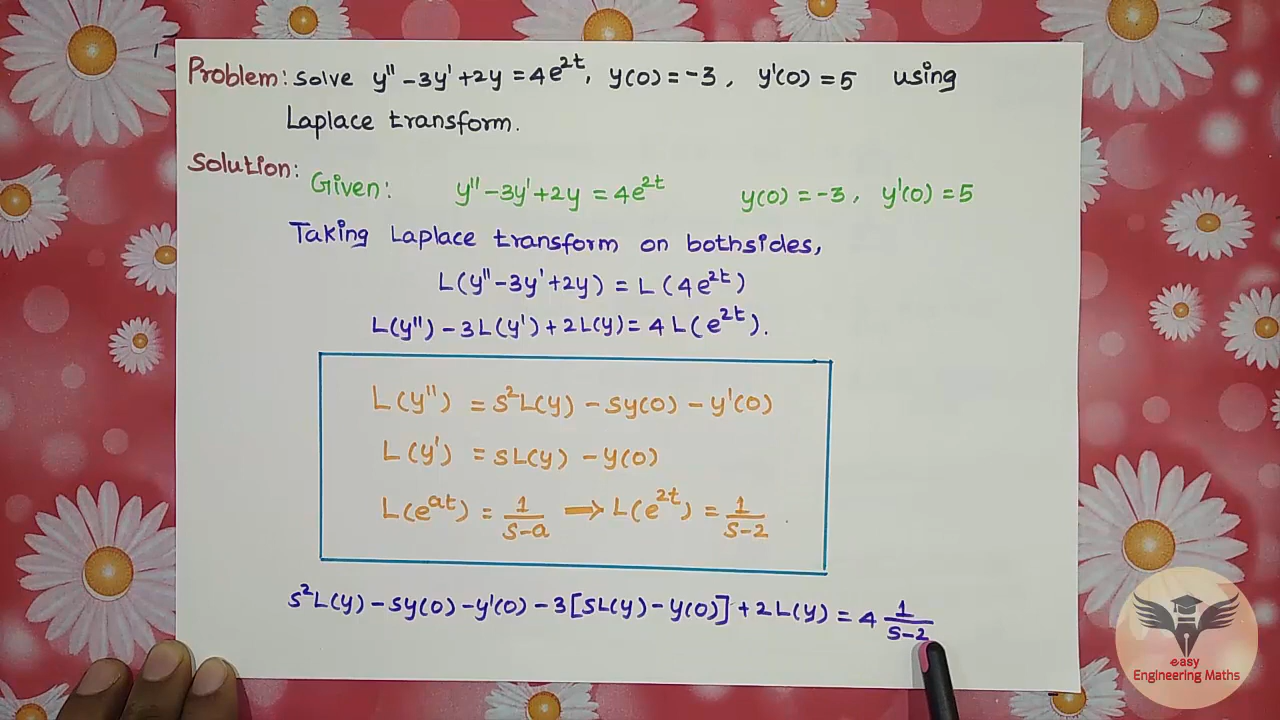 Problem: Solve y'' - 3y' + 2y = 4e^{2t}, y(0) = -3, y'(0) = 5 using
Laplace transform.
Solution:
Given: y'' - 3y' + 2y = 4e^{2t} y(0) = -3, y'(0) = 5
Taking Laplace transform on bothsides,
L(y'' - 3y' + 2y) = L(4e^{2t})
L(y'') - 3L(y') + 2L(y) = 4L(e^{2t}).
L(y'') = s²L(y) - sy(0) - y'(0)
L(y') = sL(y) - y(0)
L(e^{at}) = 1/(s-a) → L(e^{2t}) = 1/(s-2)
s²L(y) - sy(0) - y'(0) - 3[sL(y) - y(0)] + 2L(y) = 4 1/(s-2)
easy
Engineering Maths